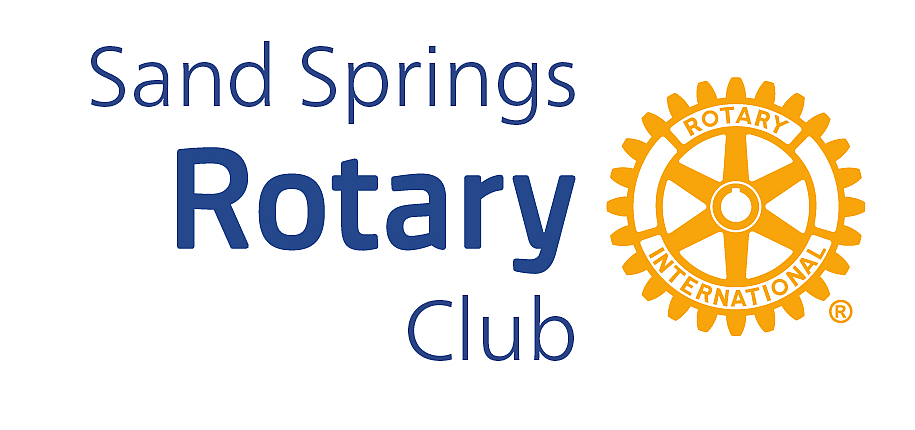 Sand Springs
Rotary
Club
ROTARY
INTERNATIONAL
®